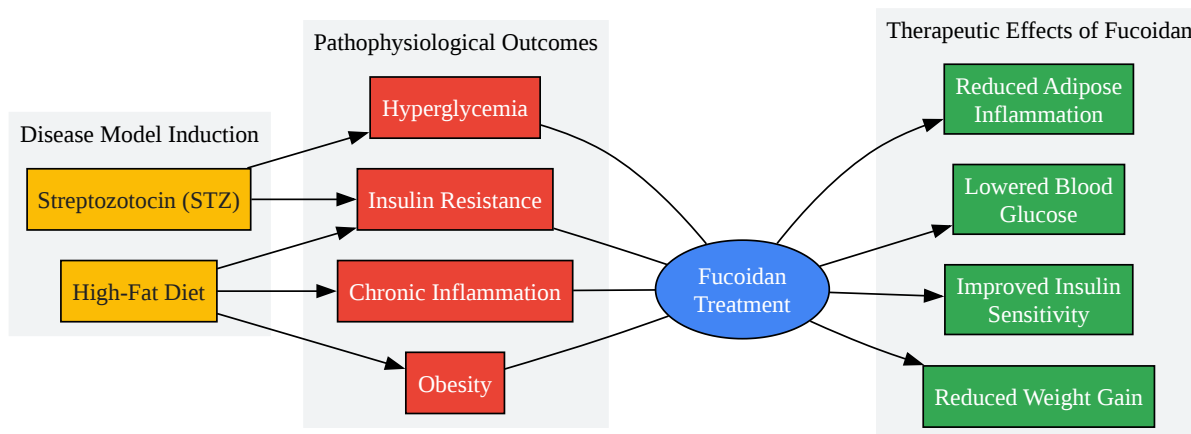 Disease Model Induction
Streptozotocin (STZ)
High-Fat Diet
Pathophysiological Outcomes
Hyperglycemia
Insulin Resistance
Chronic Inflammation
Obesity
Fucoidan
Treatment
Therapeutic Effects of Fucoidan
Reduced Adipose
Inflammation
Lowered Blood
Glucose
Improved Insulin
Sensitivity
Reduced Weight Gain